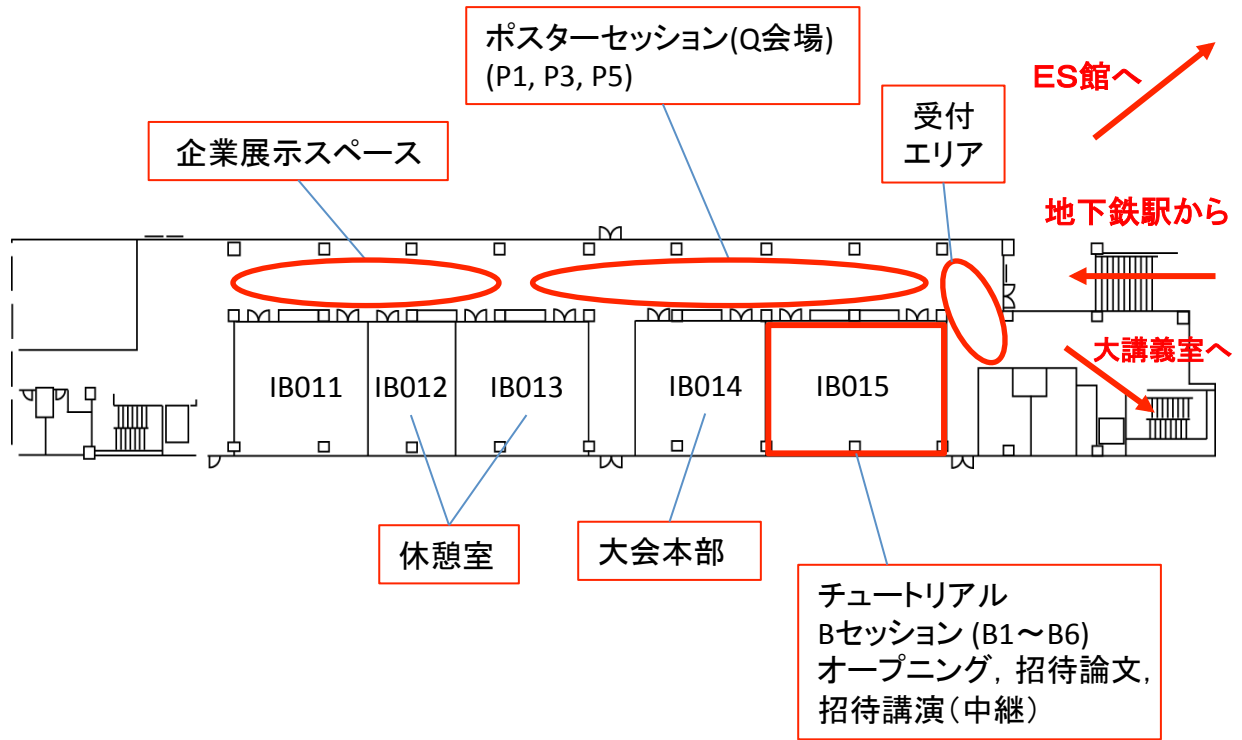 ポスターセッション(Q会場)
(P1, P3, P5)
ES館へ
受付
エリア
企業展示スペース
地下鉄駅から
大講義室へ
IB011
IB012
IB013
IB014
IB015
休憩室
大会本部
チュートリアル
Bセッション (B1～B6)
オープニング, 招待論文,
招待講演（中継）